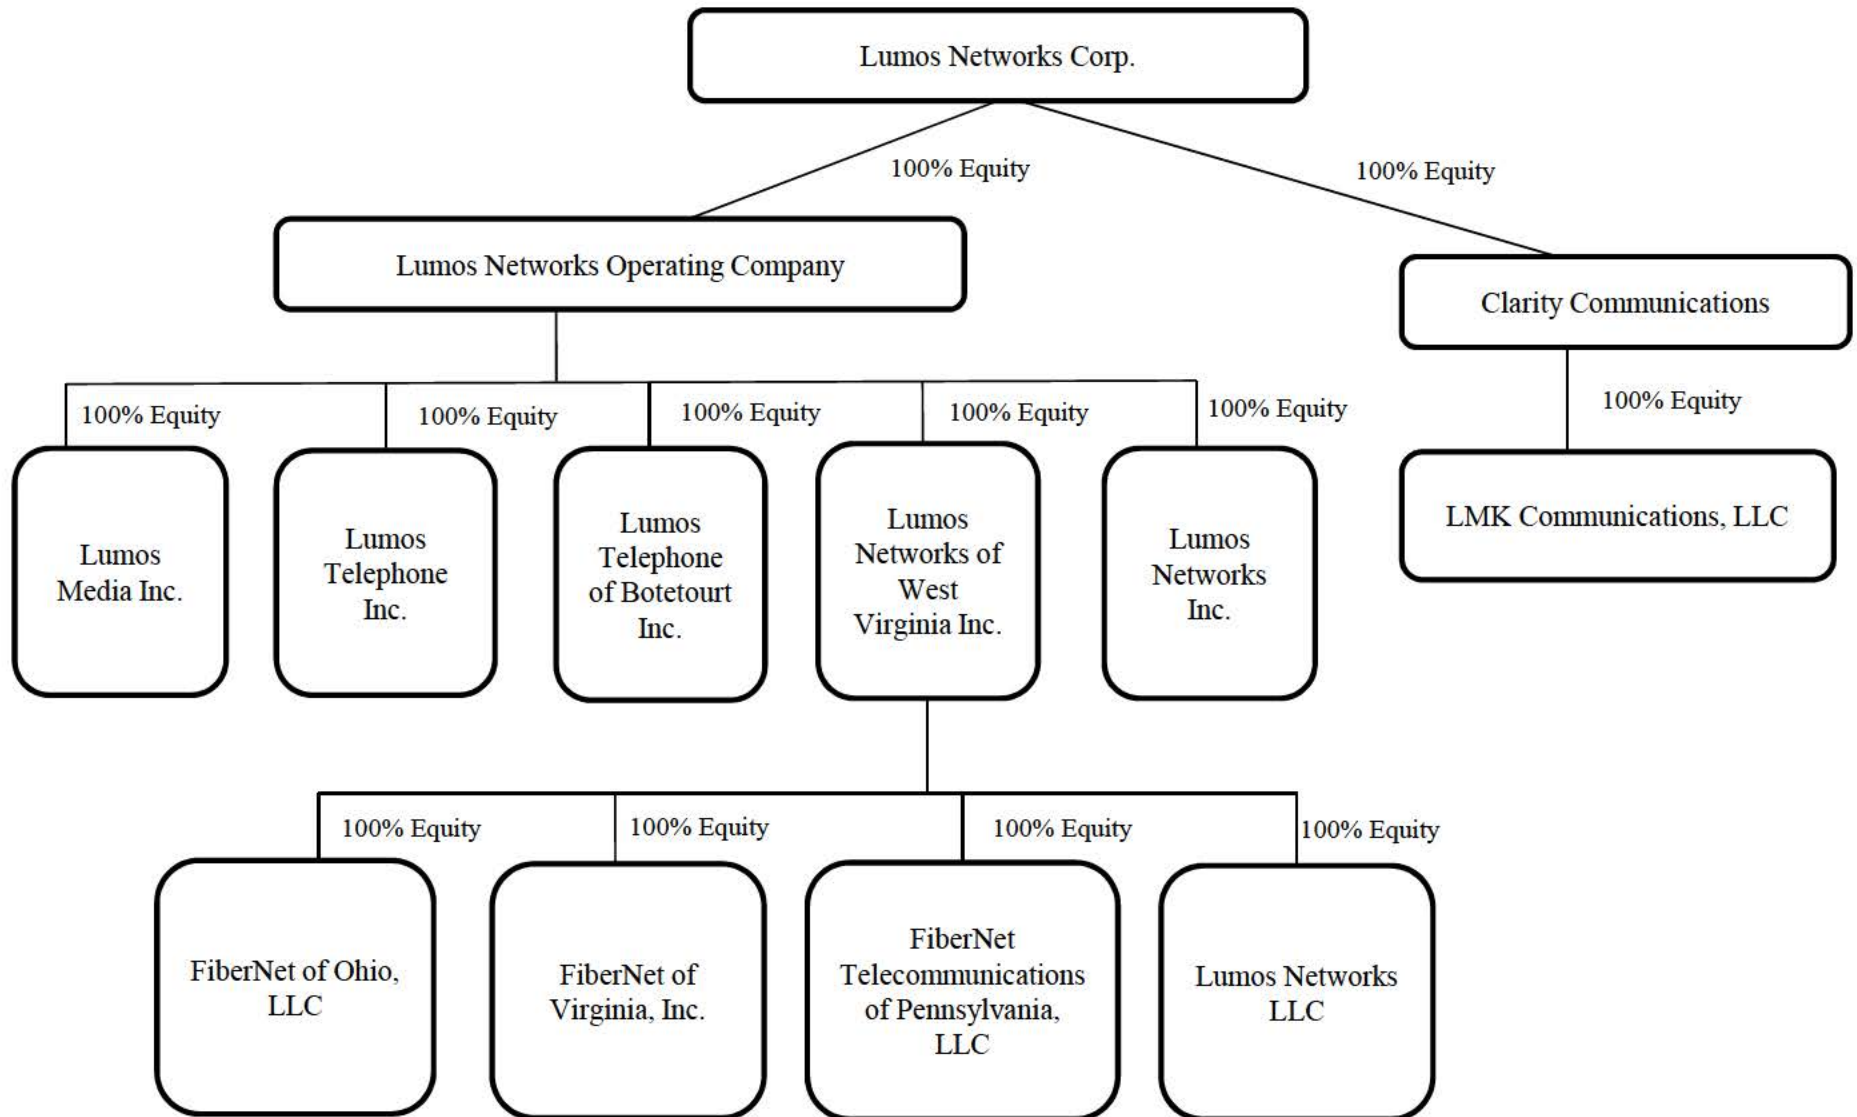 Lumos Networks Corp.
100% Equity
100% Equity
Lumos Networks Operating Company
Clarity Communications
100% Equity
100% Equity
100% Equity
100% Equity
100% Equity
100% Equity
Lumos
Media Inc.
Lumos
Telephone
Inc.
Lumos
Telephone
of Botetourt
Inc.
Lumos
Networks of
West
Virginia Inc.
Lumos
Networks
Inc.
LMK Communications, LLC
100% Equity
100% Equity
100% Equity
100% Equity
FiberNet of Ohio,
LLC
FiberNet of
Virginia, Inc.
FiberNet
Telecommunications
of Pennsylvania,
LLC
Lumos Networks
LLC